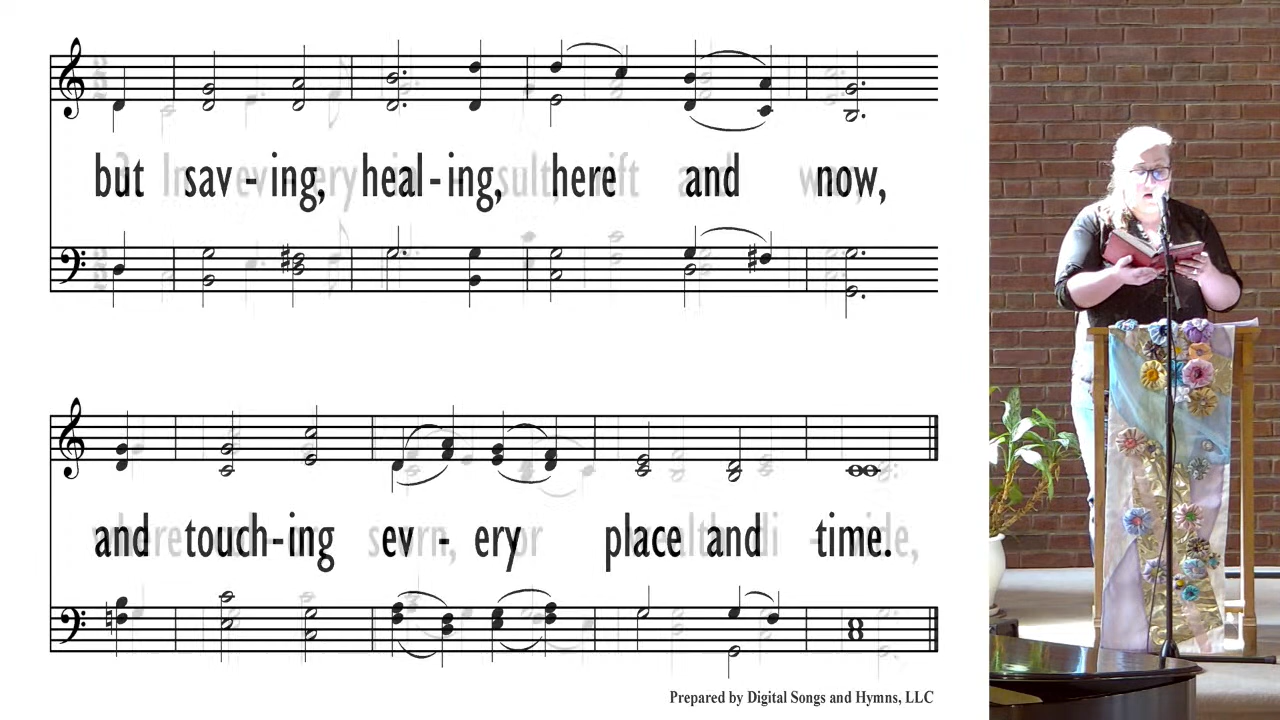 but sav - ing, heal - ing, here and now,
and touch - ing ev - ery place and time.
Prepared by Digital Songs and Hymns, LLC